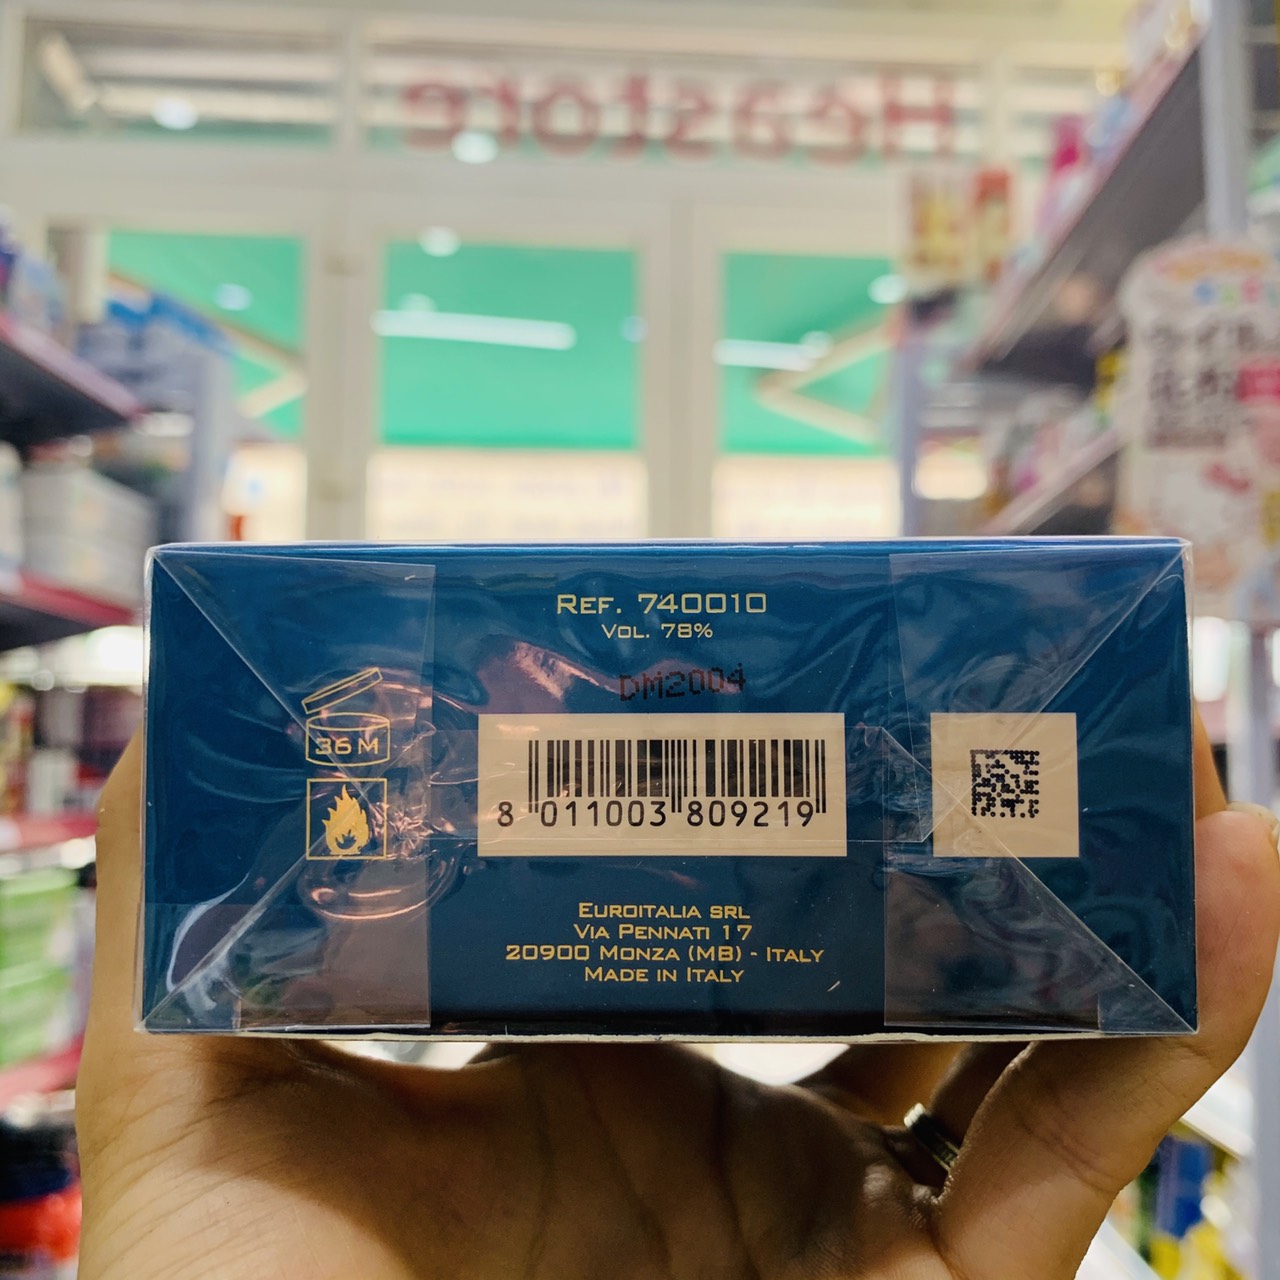 Heastore
REF. 740010
VOL. 78%
DM2004
36 M
8 011003 809219
EUROITALIA SRL
VIA PENNATI 17
20900 MONZA (MB) - ITALY
MADE IN ITALY